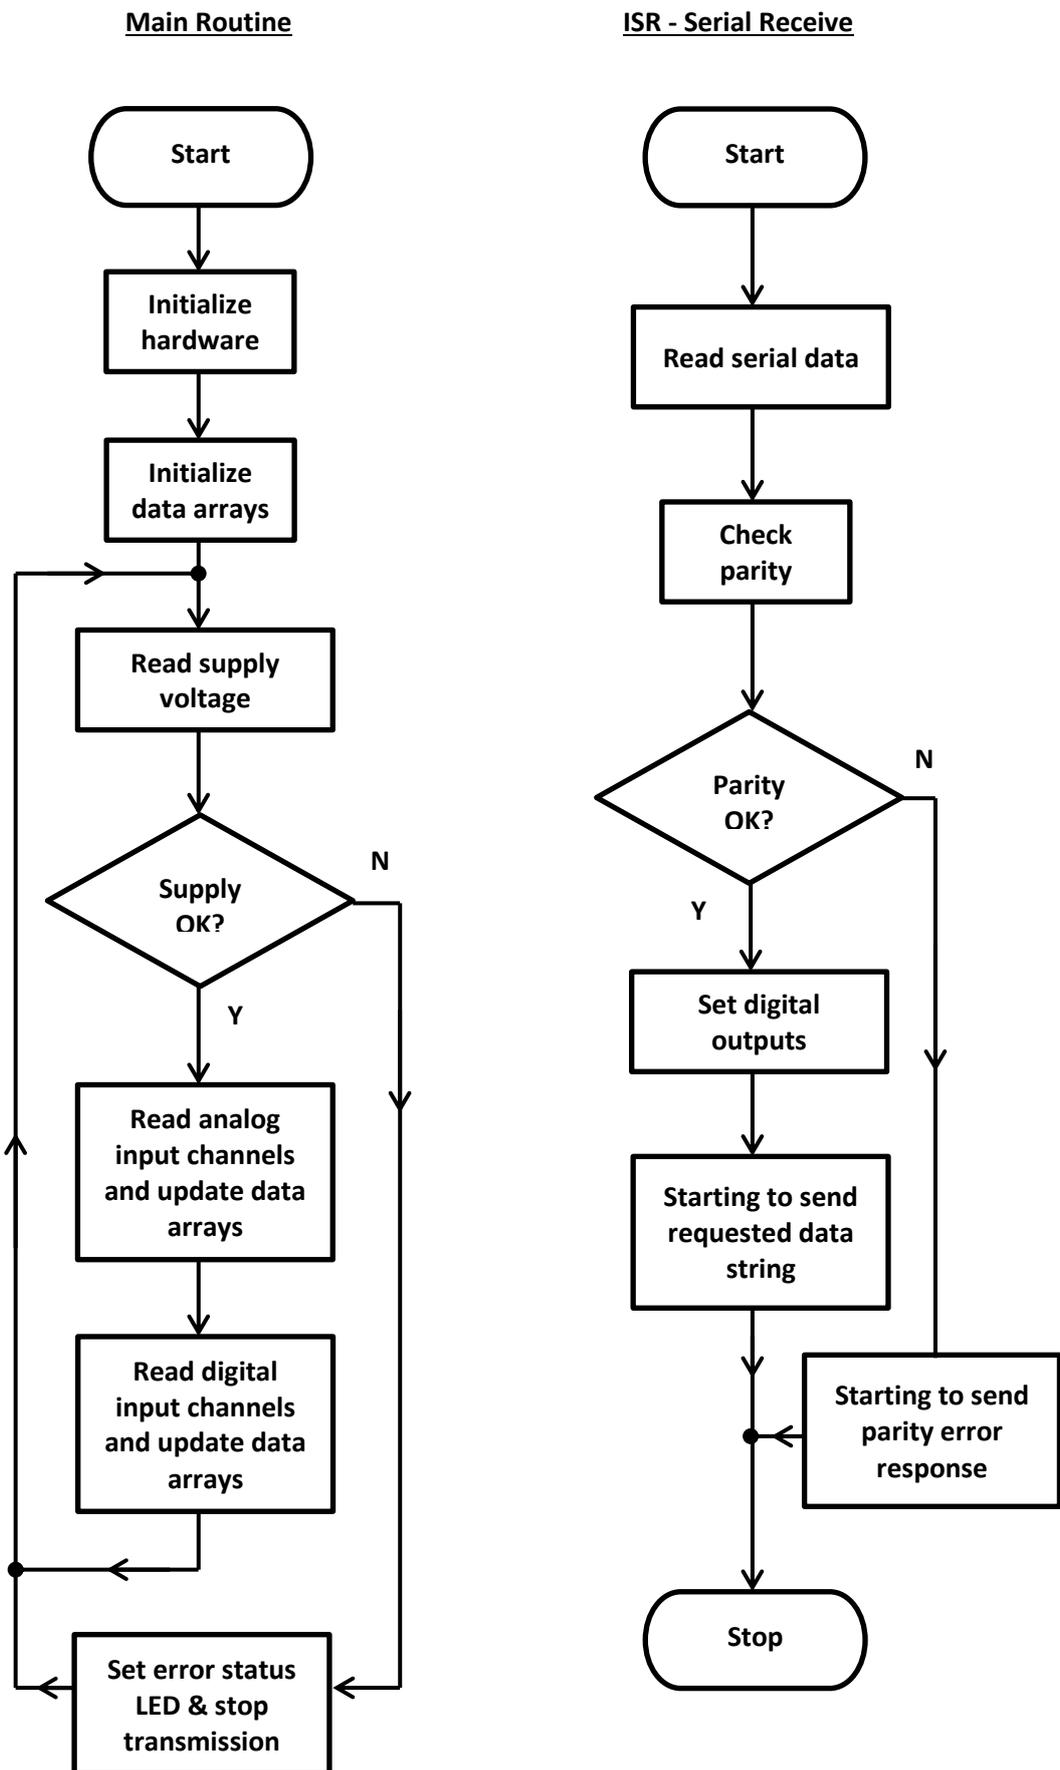 Main Routine
Start
Initialize
hardware
Initialize
data arrays
Read supply
voltage
Supply
OK?
N
Y
Read analog
input channels
and update data
arrays
Read digital
input channels
and update data
arrays
Set error status
LED & stop
transmission
ISR - Serial Receive
Start
Read serial data
Check
parity
Parity
OK?
N
Y
Set digital
outputs
Starting to send
requested data
string
Starting to send
parity error
response
Stop